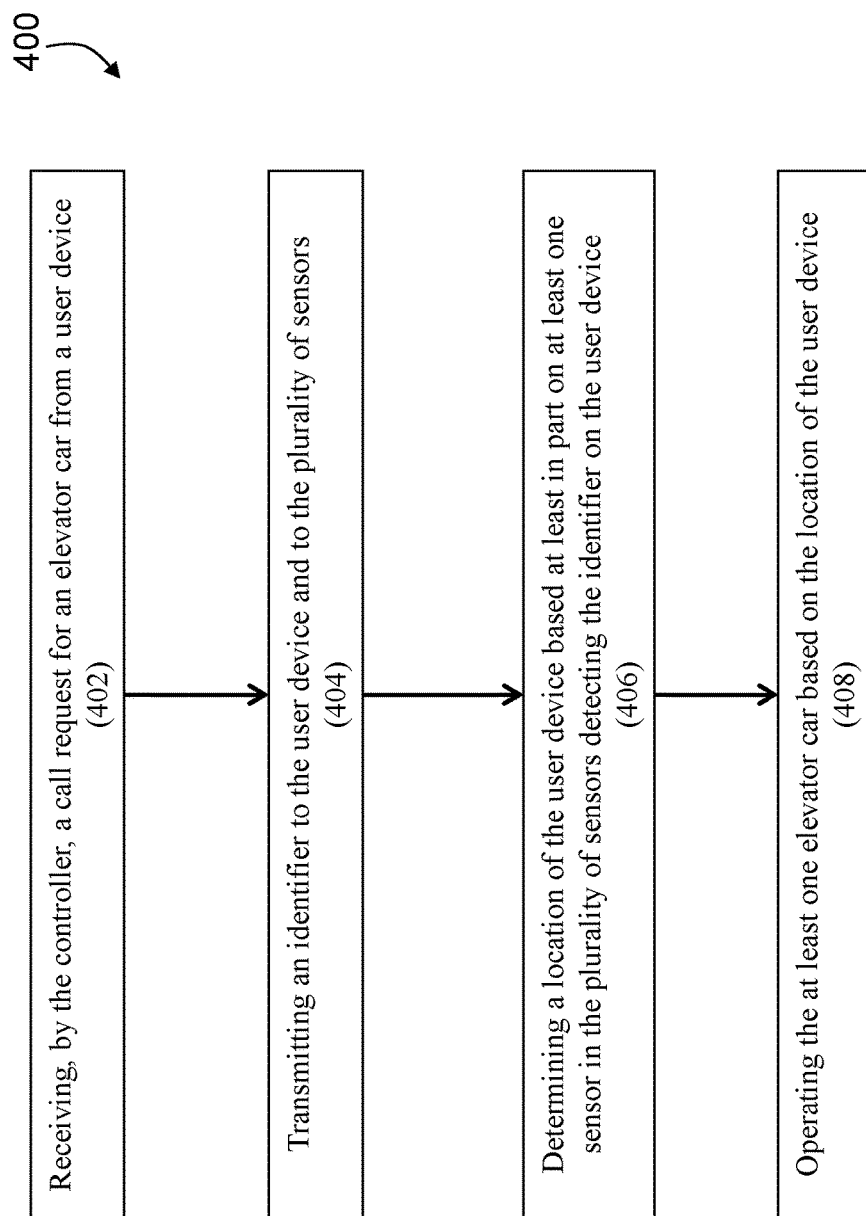 400
Receiving, by the controller, a call request for an elevator car from a user device
(402)
Transmitting an identifier to the user device and to the plurality of sensors
(404)
Determining a location of the user device based at least in part on at least one
sensor in the plurality of sensors detecting the identifier on the user device
(406)
Operating the at least one elevator car based on the location of the user device
(408)